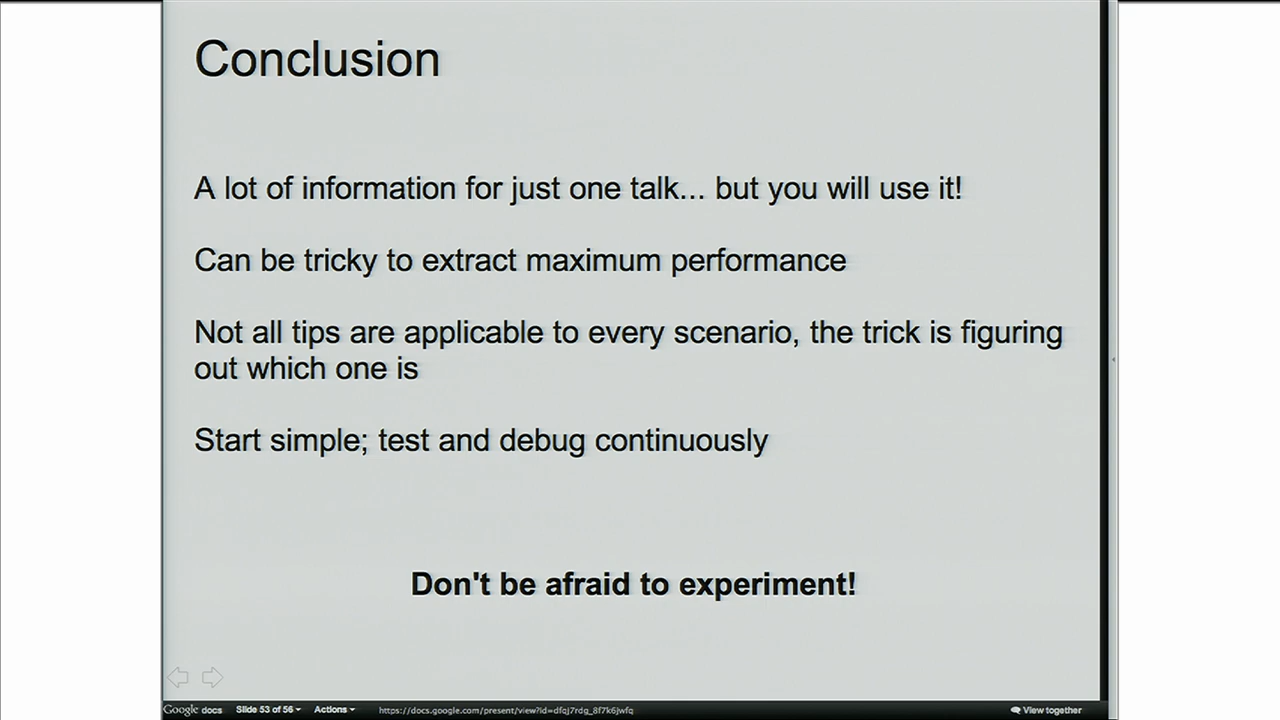 Conclusion
A lot of information for just one talk... but you will use it!
Can be tricky to extract maximum performance
Not all tips are applicable to every scenario, the trick is figuring
out which one is
Start simple; test and debug continuously
Don't be afraid to experiment!
Google docs Slide 53 of 56 Actions https://docs.google.com/present/view?id=dfqj7rdg_8f7k6jwfq View together